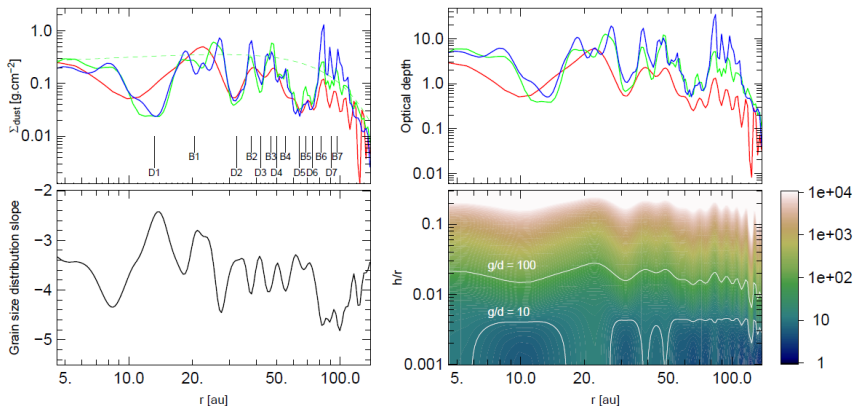 1.0
0.1
0.01
Σdust [g.cm−2]
B1 B2 B3 B4 B5 B6 B7
D1 D2 D3 D4 D5 D6 D7
10.0
1.0
0.1
0.01
Optical depth
−2
−3
−4
−5
Grain size distribution slope
5. 10.0 20. 50. 100.0
r [au]
0.1
0.01
0.001
h/r
g/d = 100
g/d = 10
5. 10.0 20. 50. 100.0
r [au]
1e+04
1e+03
1e+02
10
1